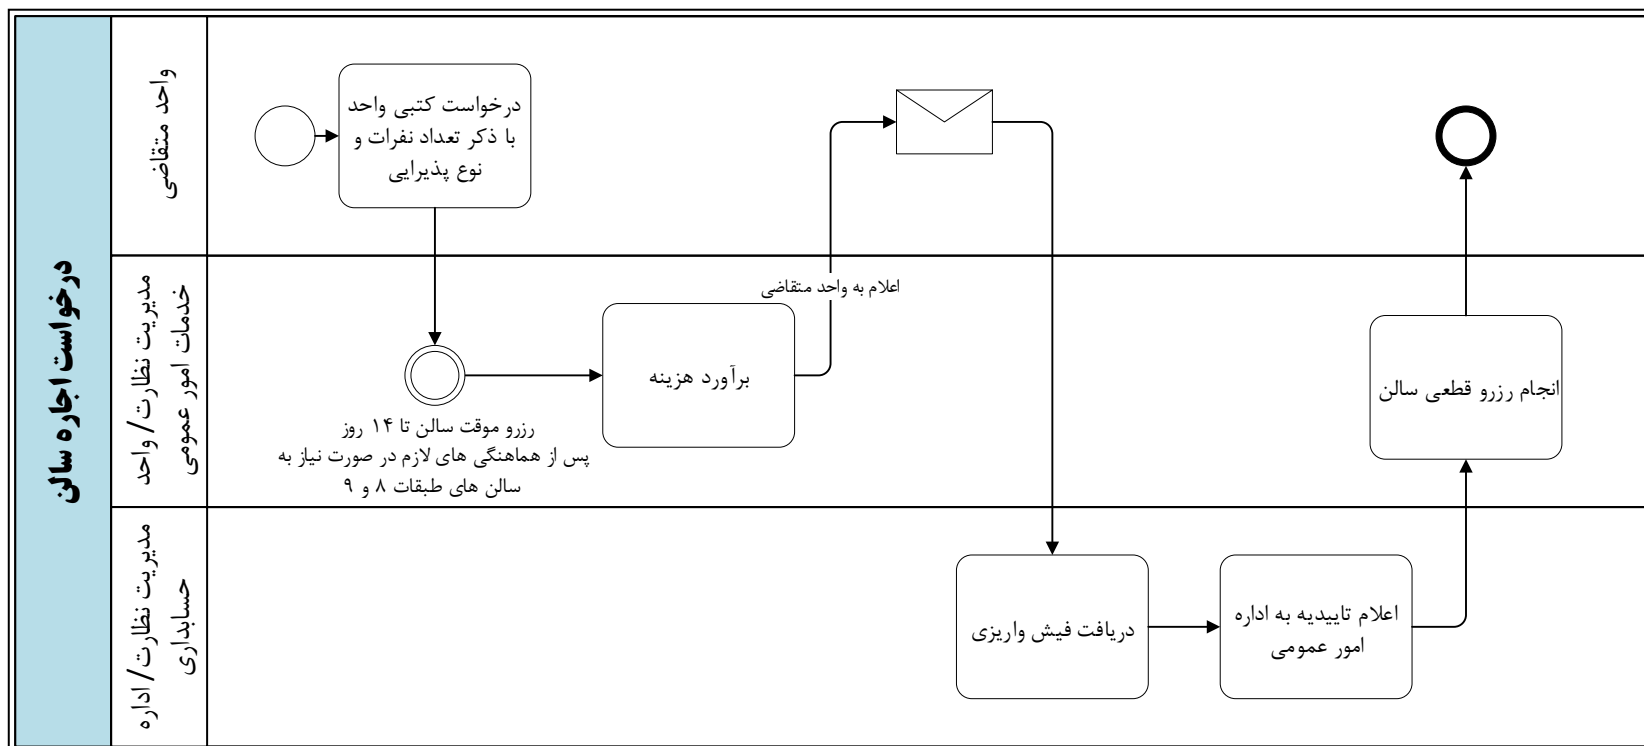 درخواست اجاره سالن
واحد متقاضی
درخواست کتبی واحد
با ذکر تعداد نفرات و
نوع پذیرایی
مدیریت نظارت/ واحد
خدمات امور عمومی
رزرو موقت سالن تا ۱۴ روز
پس از هماهنگی های لازم در صورت نیاز به
سالن های طبقات ۸ و ۹
برآورد هزینه
اعلام به واحد متقاضی
انجام رزرو قطعی سالن
مدیریت نظارت/ اداره
حسابداری
دریافت فیش واریزی
اعلام تاییدیه به اداره
امور عمومی